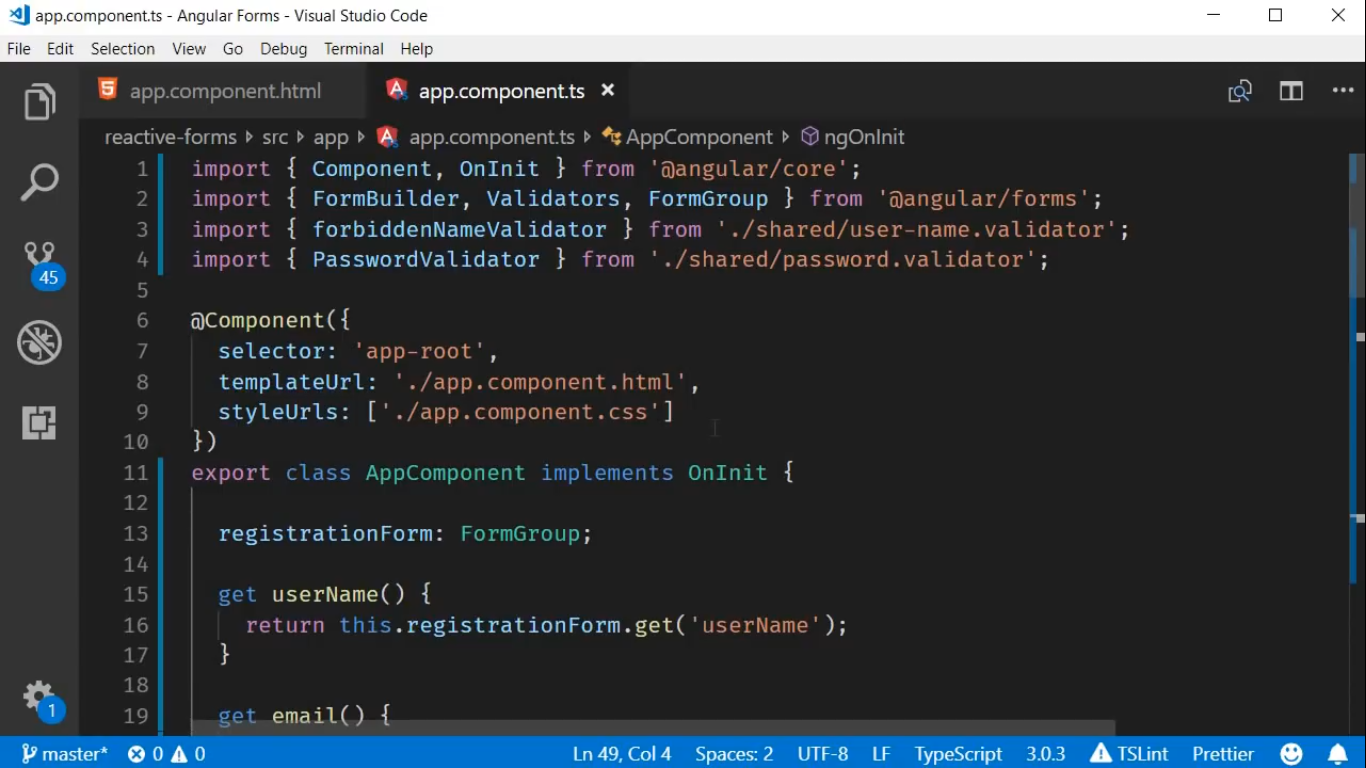 app.component.ts - Angular Forms - Visual Studio Code
File Edit Selection View Go Debug Terminal Help
app.component.html app.component.ts
reactive-forms src app app.component.ts AppComponent ngOnInit
1 import { Component, OnInit } from '@angular/core';
2 import { FormBuilder, Validators, FormGroup } from '@angular/forms';
3 import { forbiddenNameValidator } from './shared/user-name.validator';
4 import { PasswordValidator } from './shared/password.validator';
5
6 @Component({
7   selector: 'app-root',
8   templateUrl: './app.component.html',
9   styleUrls: ['./app.component.css']
10 })
11 export class AppComponent implements OnInit {
12
13   registrationForm: FormGroup;
14
15   get userName() {
16     return this.registrationForm.get('userName');
17   }
18
19   get email() {
45
1
master* 0 0 Ln 49, Col 4 Spaces: 2 UTF-8 LF TypeScript 3.0.3 TSLint Prettier